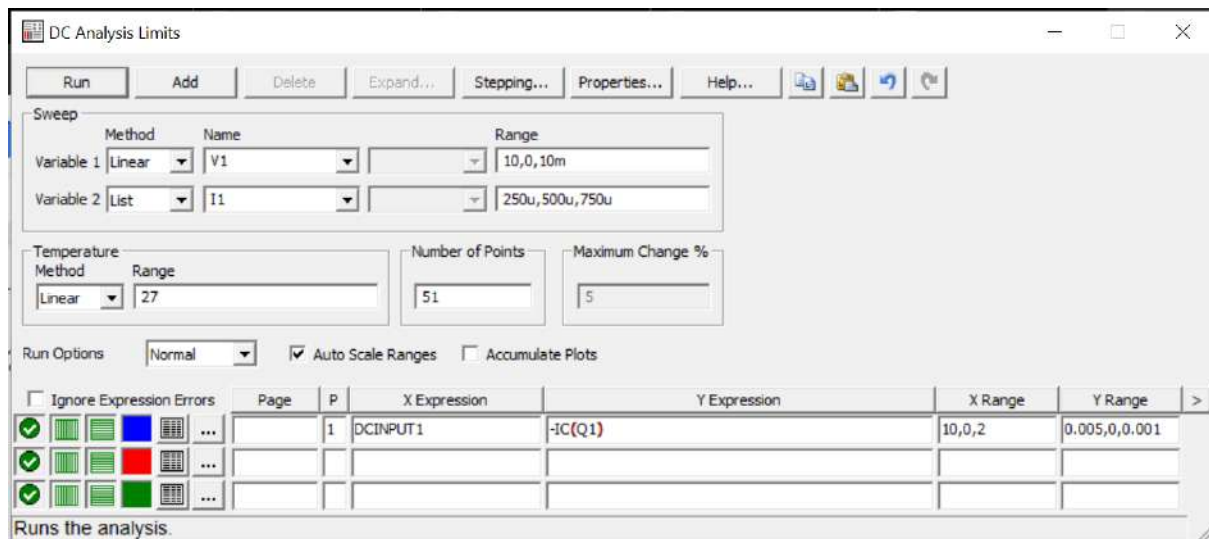 DC Analysis Limits
Run Add Delete Expand... Stepping... Properties... Help...
Sweep
Method Name Range
Variable 1 Linear V1 10,0,10m
Variable 2 List I1 250u,500u,750u
Temperature Number of Points Maximum Change %
Method Range
Linear 27 51 5
Run Options Normal Auto Scale Ranges Accumulate Plots
Ignore Expression Errors Page P X Expression Y Expression X Range Y Range >
... 1 DCINPUT1 -IC(Q1) 10,0,2 0.005,0,0.001
...
...
Runs the analysis.